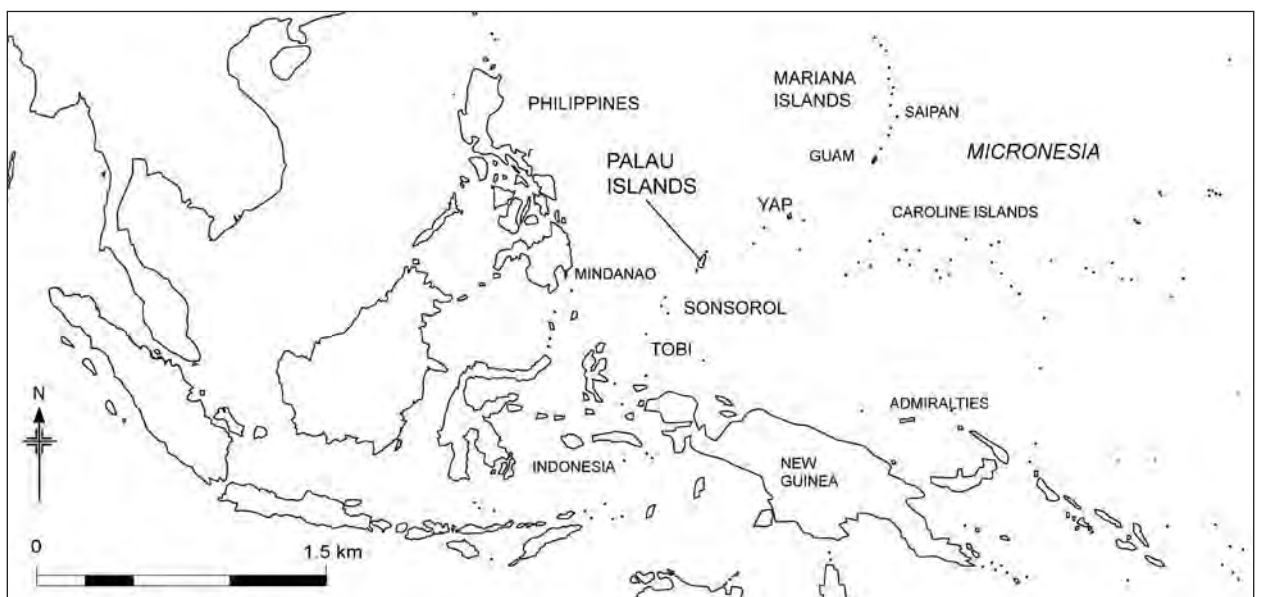 PHILIPPINES
MARIANA
ISLANDS
SAIPAN
GUAM
MICRONESIA
PALAU
ISLANDS
YAP
CAROLINE ISLANDS
MINDANAO
SONSOROL
TOBI
N
ADMIRALTIES
INDONESIA
NEW
GUINEA
0
1.5 km